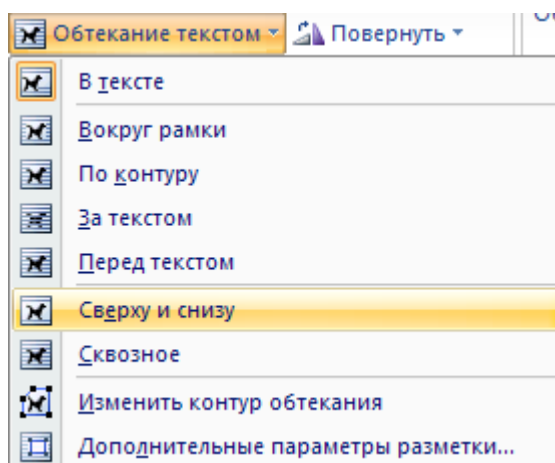 Обтекание текстом Повернуть
В тексте
Вокруг рамки
По контуру
За текстом
Перед текстом
Сверху и снизу
Сквозное
Изменить контур обтекания
Дополнительные параметры разметки...